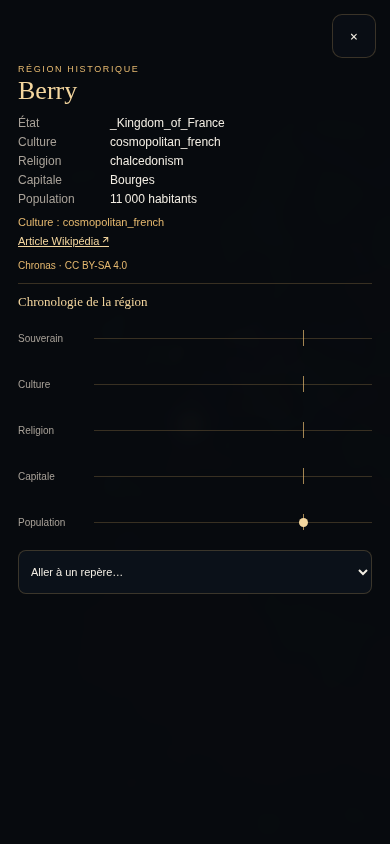 ×
RÉGION HISTORIQUE
Berry
État _Kingdom_of_France
Culture cosmopolitan_french
Religion chalcedonism
Capitale Bourges
Population 11 000 habitants
Culture : cosmopolitan_french
Article Wikipédia ↗
Chronas · CC BY-SA 4.0
Chronologie de la région
Souverain
Culture
Religion
Capitale
Population
Aller à un repère…